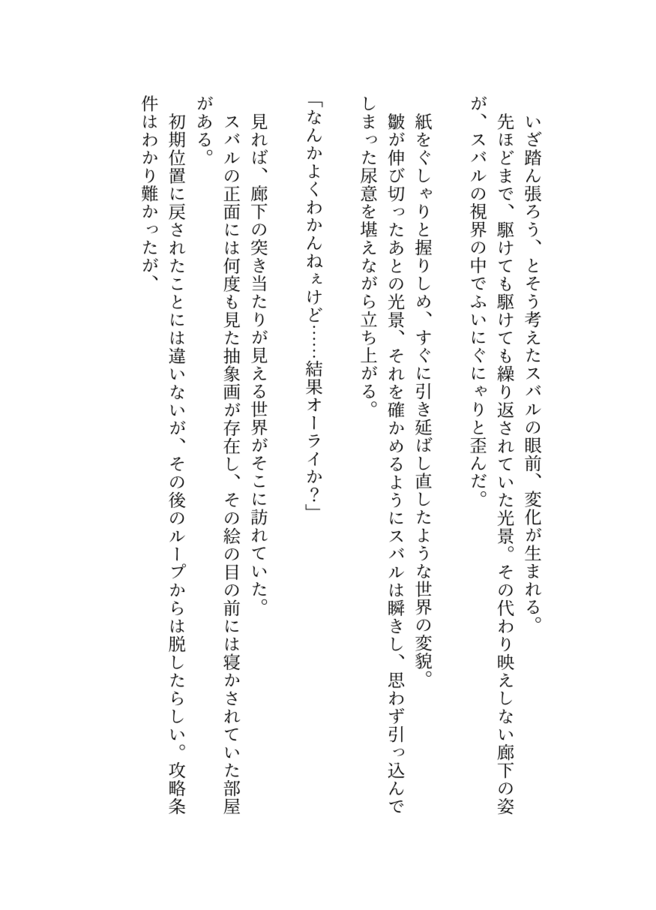 いざ踏ん張ろう、とそう考えたスバルの眼前、変化が生まれる。
先ほどまで、駆けても駆けても繰り返されていた光景。その代わり映えしない廊下の姿
が、スバルの視界の中でふいにぐにゃりと歪んだ。
紙をぐしゃりと握りしめ、すぐに引き延ばし直したような世界の変貌。
皺が伸び切ったあとの光景、それを確かめるようにスバルは瞬きし、思わず引っ込んで
しまった尿意を堪えながら立ち上がる。
「なんかよくわかんねぇけど……結果オーライか？」
見れば、廊下の突き当たりが見える世界がそこに訪れていた。
スバルの正面には何度も見た抽象画が存在し、その絵の目の前には寝かされていた部屋
がある。
初期位置に戻されたことには違いないが、その後のループからは脱したらしい。攻略条
件はわかり難かったが、